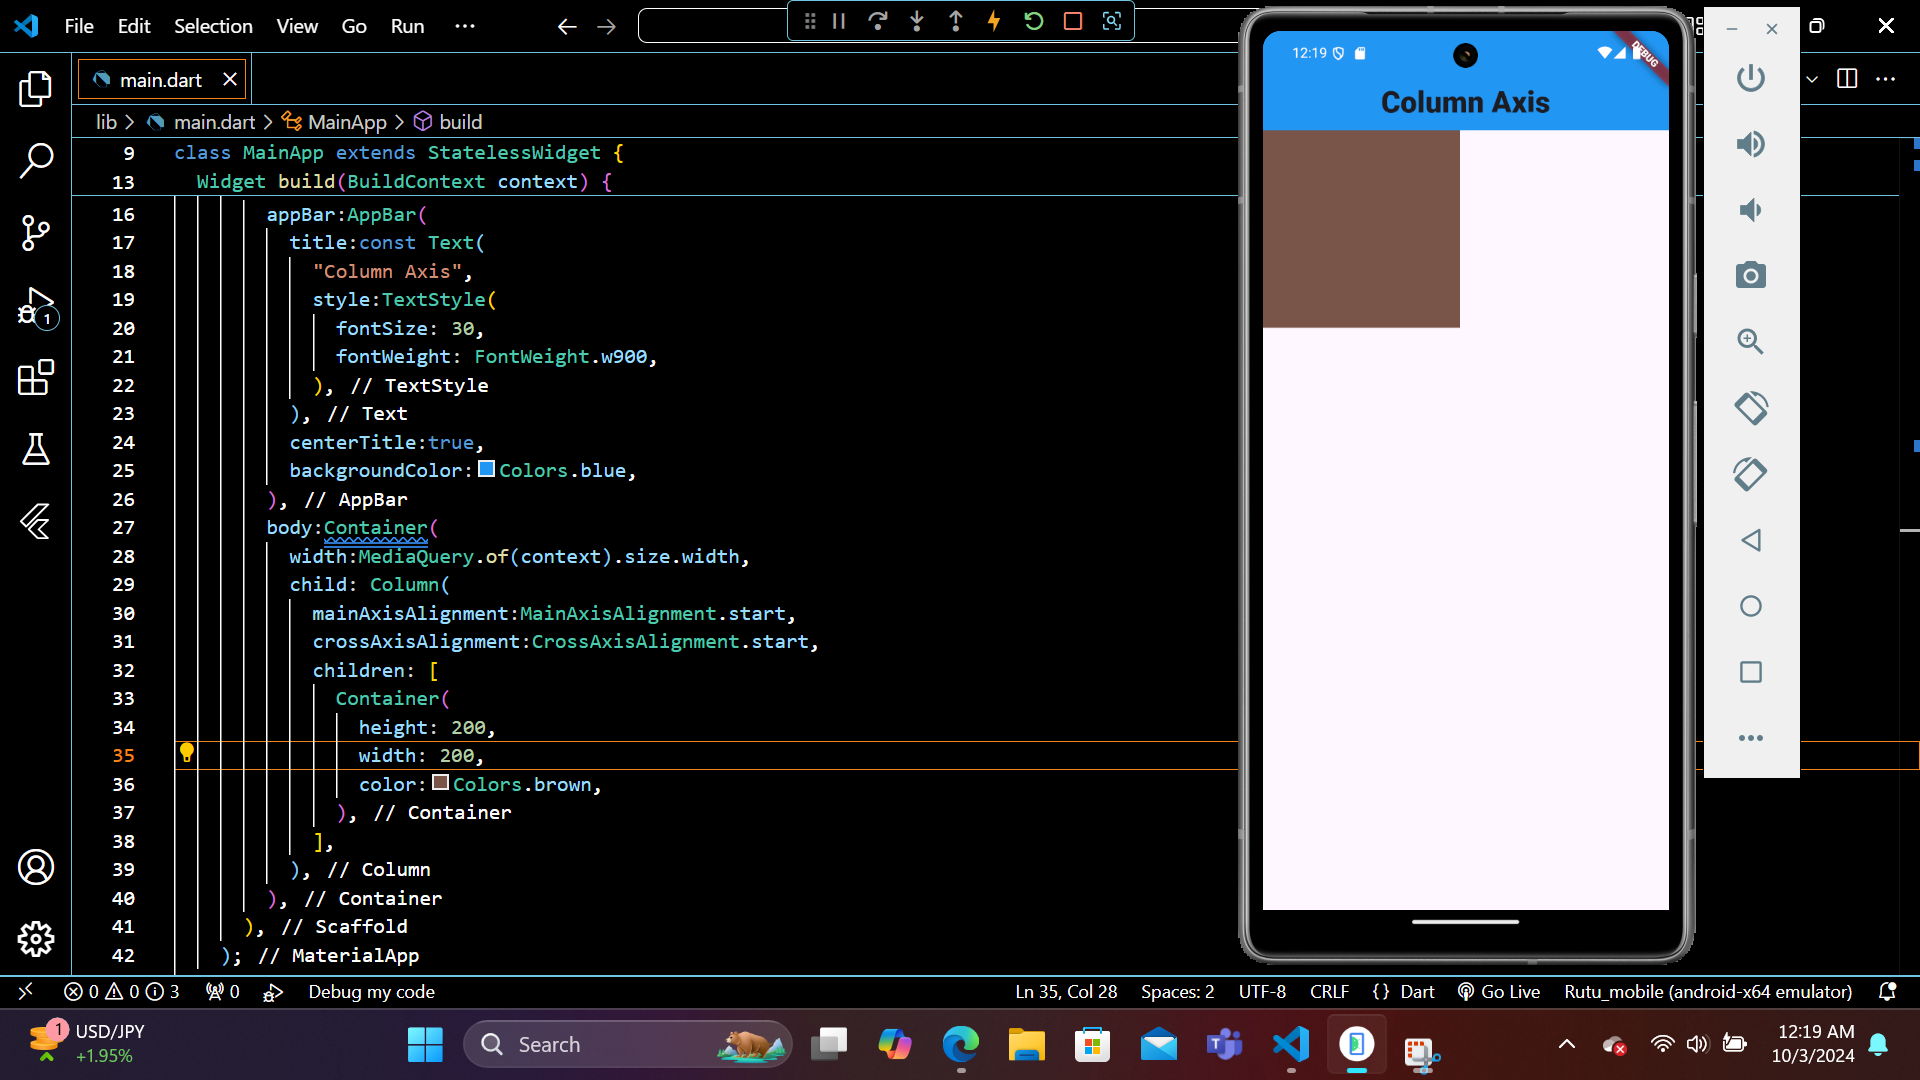 File Edit Selection View Go Run ···
main.dart
lib > main.dart > MainApp > build
9 class MainApp extends StatelessWidget {
13 Widget build(BuildContext context) {
16 appBar:AppBar(
17 title:const Text(
18 "Column Axis",
19 style:TextStyle(
20 fontSize: 30,
21 fontWeight: FontWeight.w900,
22 ), // TextStyle
23 ), // Text
24 centerTitle:true,
25 backgroundColor:Colors.blue,
26 ), // AppBar
27 body:Container(
28 width:MediaQuery.of(context).size.width,
29 child: Column(
30 mainAxisAlignment:MainAxisAlignment.start,
31 crossAxisAlignment:CrossAxisAlignment.start,
32 children: [
33 Container(
34 height: 200,
35 width: 200,
36 color:Colors.brown,
37 ), // Container
38 ],
39 ), // Column
40 ), // Container
41 ), // Scaffold
42 ); // MaterialApp
1
12:19
DEBUG
Column Axis
0 0 3 0 Debug my code Ln 35, Col 28 Spaces: 2 UTF-8 CRLF {} Dart Go Live Rutu_mobile (android-x64 emulator)
1
USD/JPY
+1.95%
Search
12:19 AM
10/3/2024